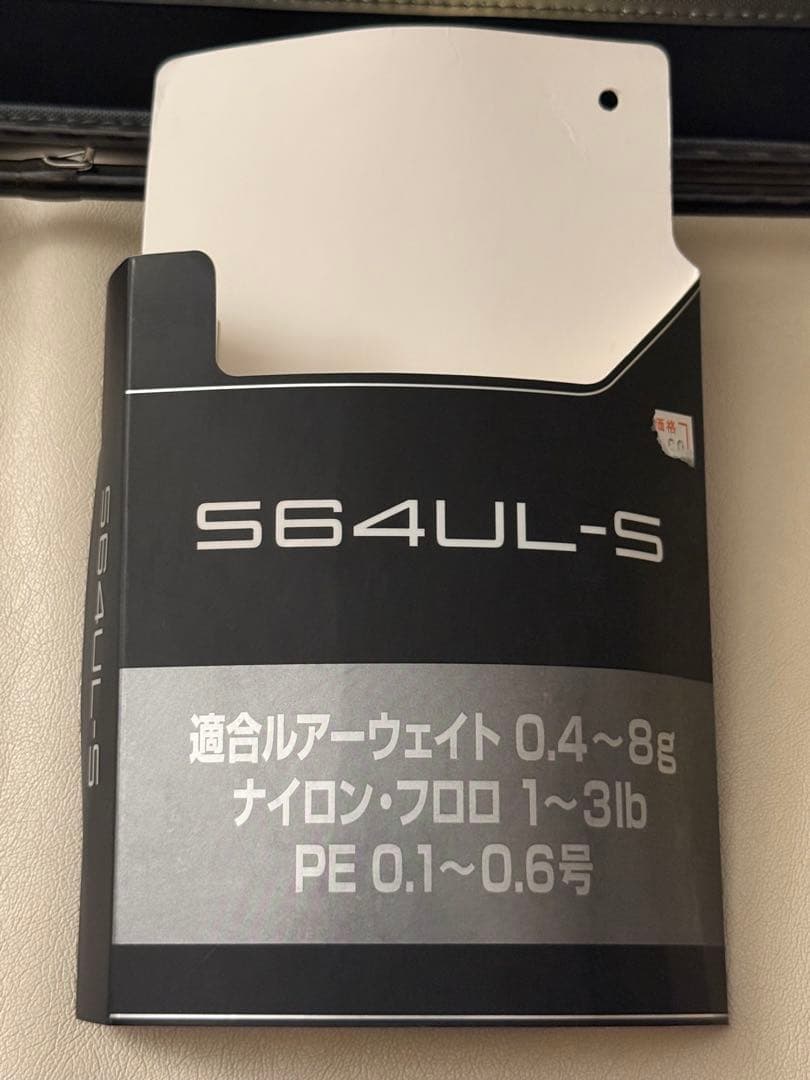 価格
S64UL-S
S64UL-S
適合ルアーウェイト 0.4～8g
ナイロン・フロロ 1～3lb
PE 0.1～0.6号